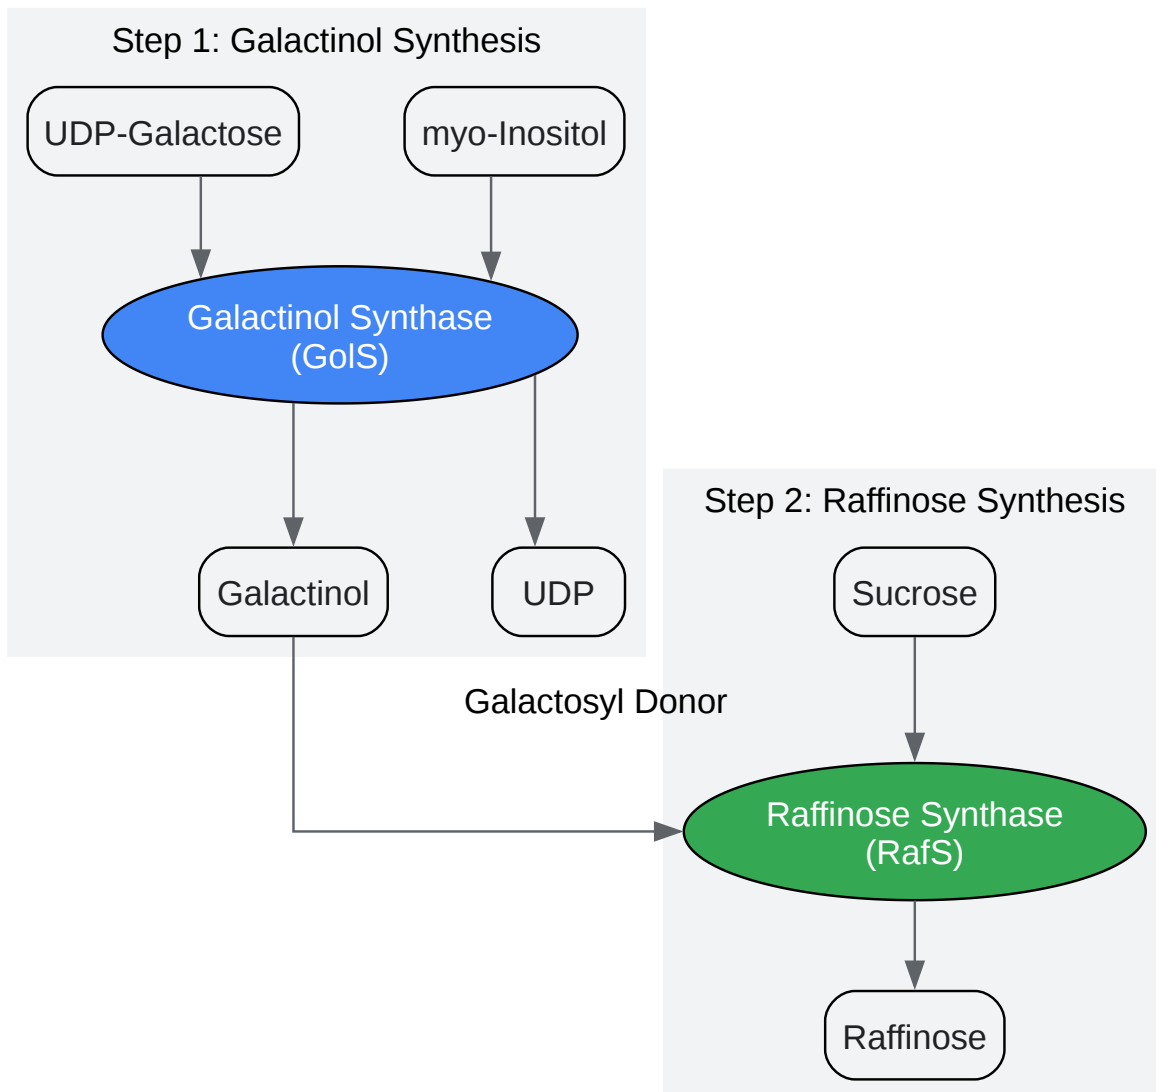 Step 1: Galactinol Synthesis
UDP-Galactose
myo-Inositol
Galactinol Synthase
(GolS)
Galactinol
UDP
Step 2: Raffinose Synthesis
Sucrose
Galactosyl Donor
Raffinose Synthase
(RafS)
Raffinose